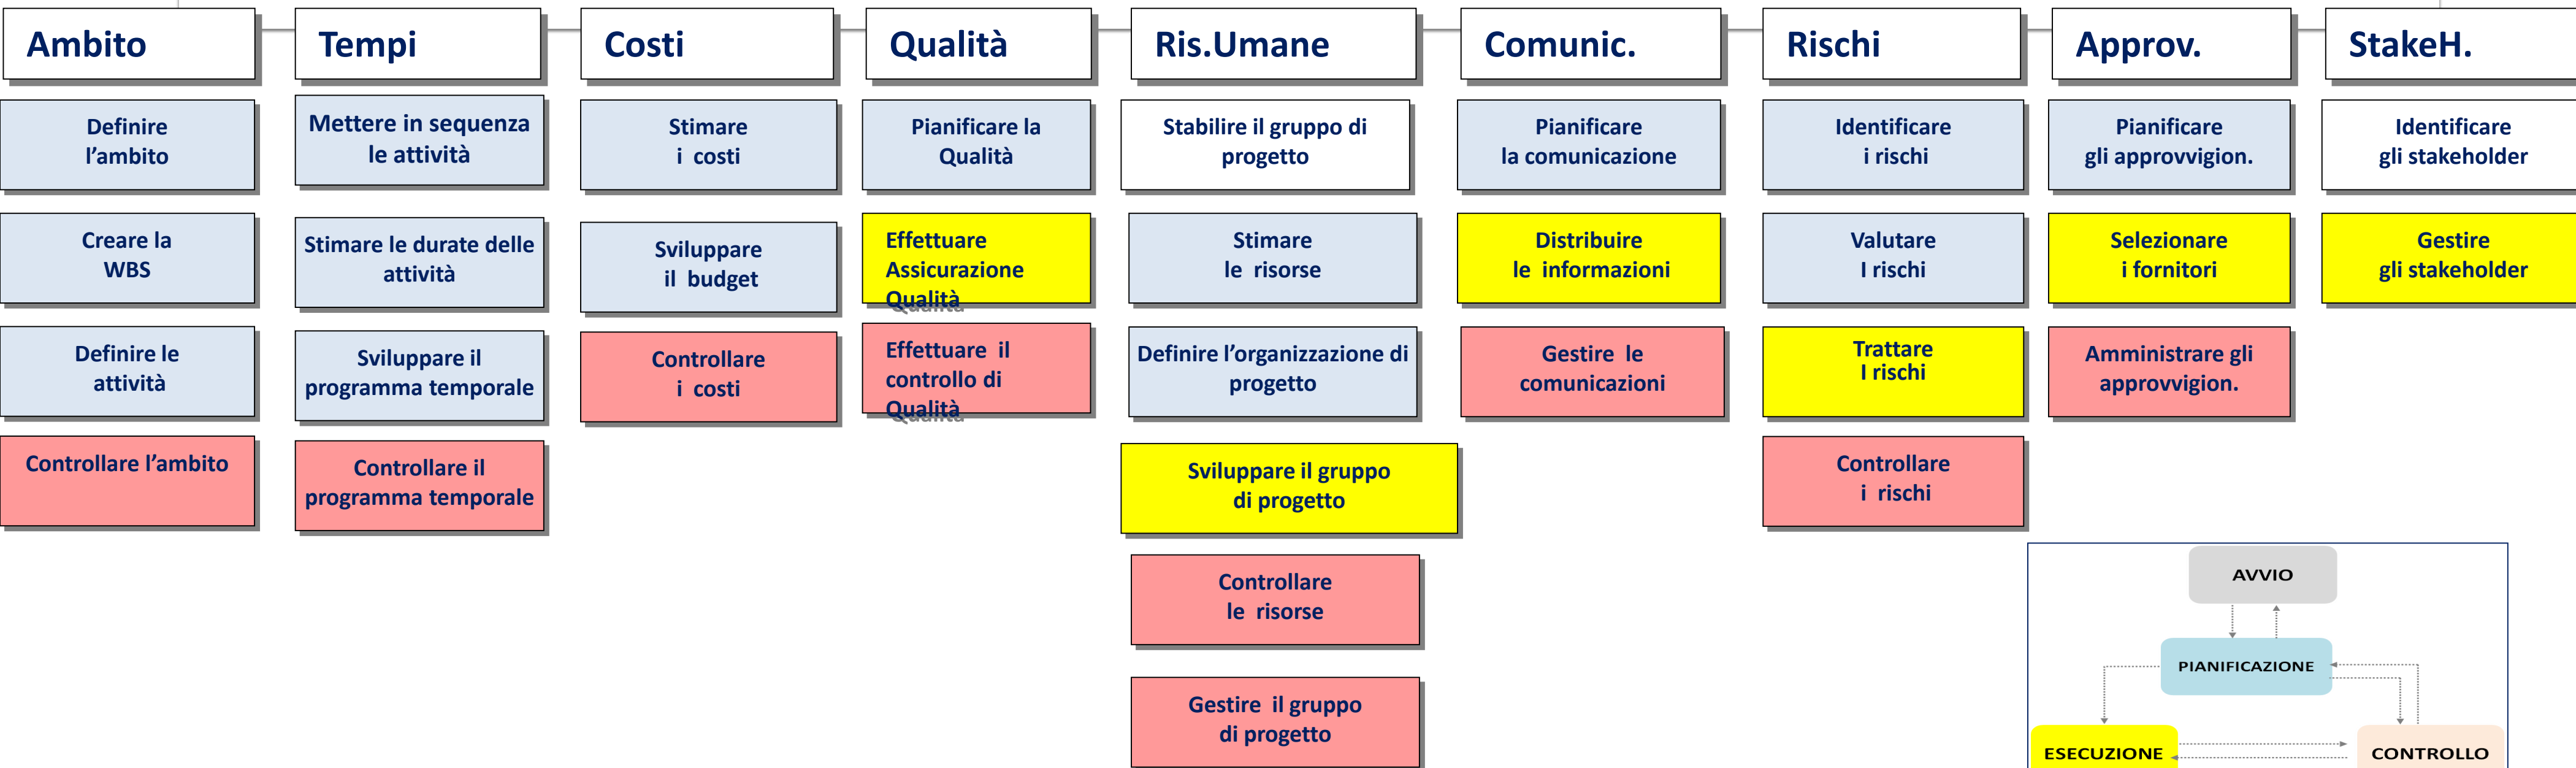 Ambito
Tempi
Costi
Qualità
Ris.Umane
Comunic.
Rischi
Approv.
StakeH.
Definire
l’ambito
Creare la
WBS
Definire le
attività
Controllare l’ambito
Mettere in sequenza
le attività
Stimare le durate delle
attività
Sviluppare il
programma temporale
Controllare il
programma temporale
Stimare
i costi
Sviluppare
il budget
Controllare
i costi
Pianificare la
Qualità
Effettuare
Assicurazione
Qualità
Effettuare il
controllo di
Qualità
Stabilire il gruppo di
progetto
Stimare
le risorse
Definire l’organizzazione di
progetto
Sviluppare il gruppo
di progetto
Controllare
le risorse
Gestire il gruppo
di progetto
Pianificare
la comunicazione
Distribuire
le informazioni
Gestire le
comunicazioni
Identificare
i rischi
Valutare
I rischi
Trattare
I rischi
Controllare
i rischi
Pianificare
gli approvvigion.
Selezionare
i fornitori
Amministrare gli
approvvigion.
Identificare
gli stakeholder
Gestire
gli stakeholder
AVVIO
PIANIFICAZIONE
ESECUZIONE
CONTROLLO